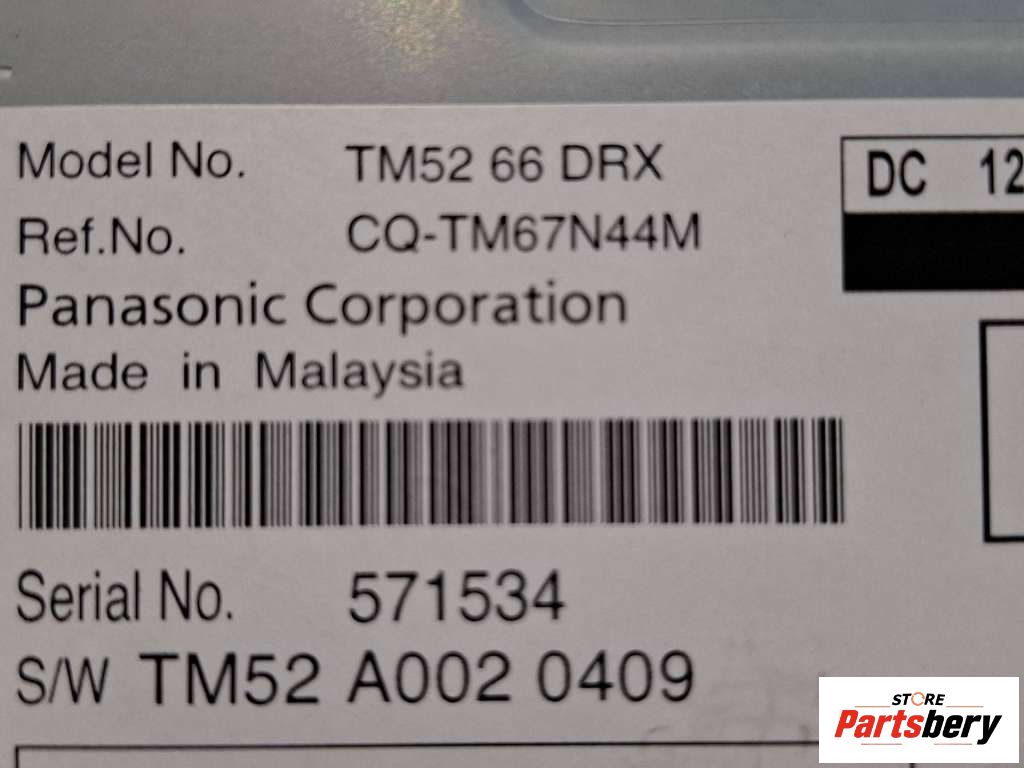 Model No. TM52 66 DRX
DC 12
Ref.No. CQ-TM67N44M
Panasonic Corporation
Made in Malaysia
Serial No. 571534
S/W TM52 A002 0409
STORE
Partsbery